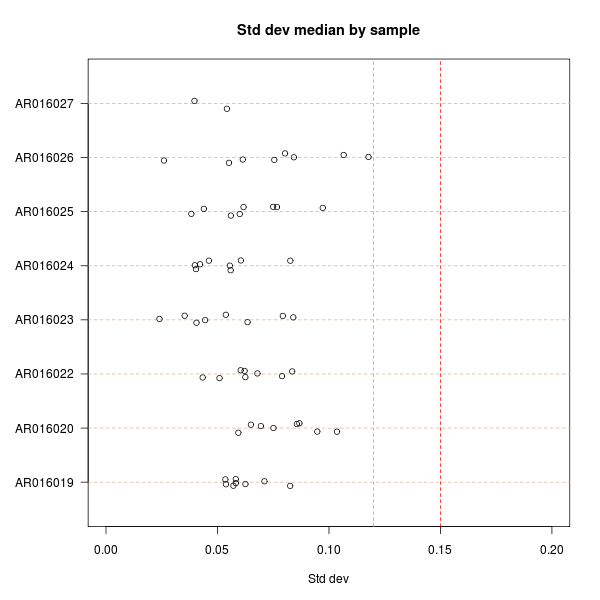 Std dev median by sample
AR016027
AR016026
AR016025
AR016024
AR016023
AR016022
AR016020
AR016019
0.00 0.05 0.10 0.15 0.20
Std dev